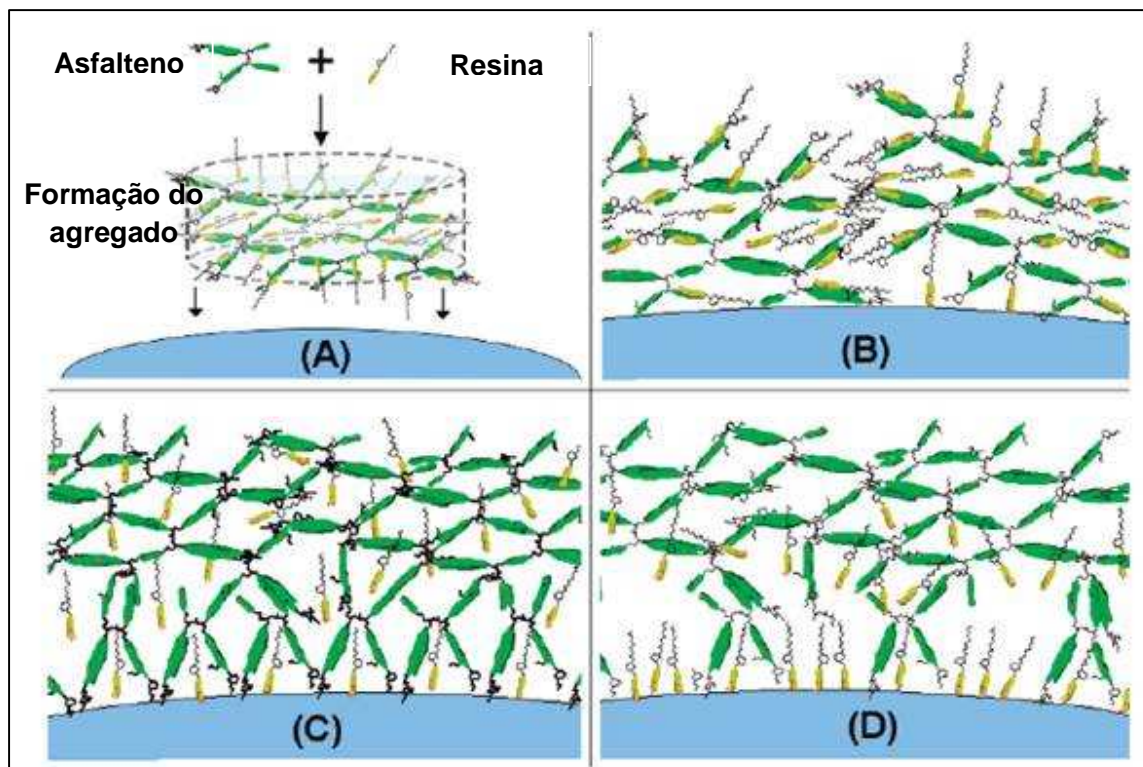 Asfalteno + Resina
Formação do
agregado
(A)
(B)
(C)
(D)